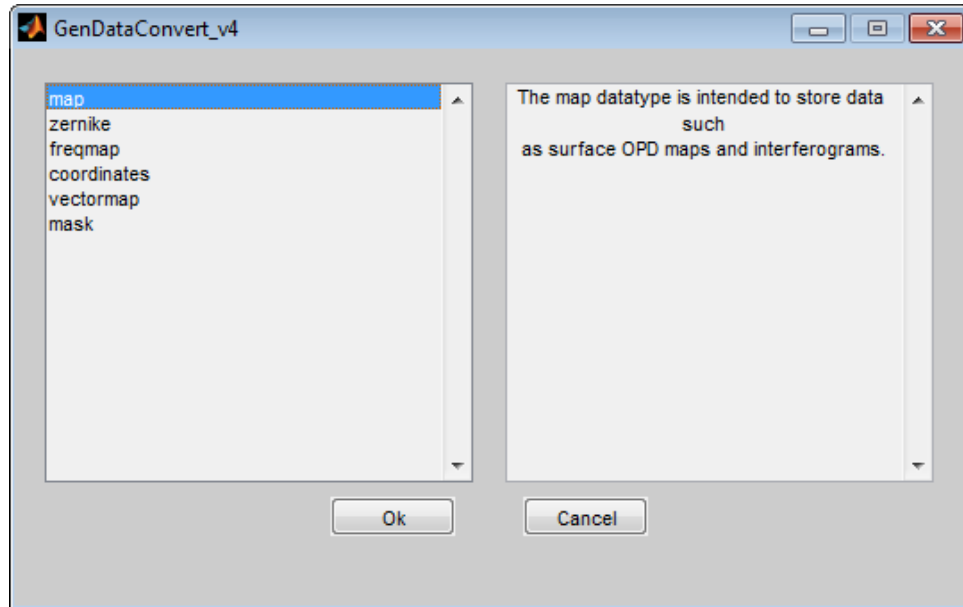 GenDataConvert_v4
map
zernike
freqmap
coordinates
vectormap
mask
The map datatype is intended to store data
such
as surface OPD maps and interferograms.
Ok
Cancel